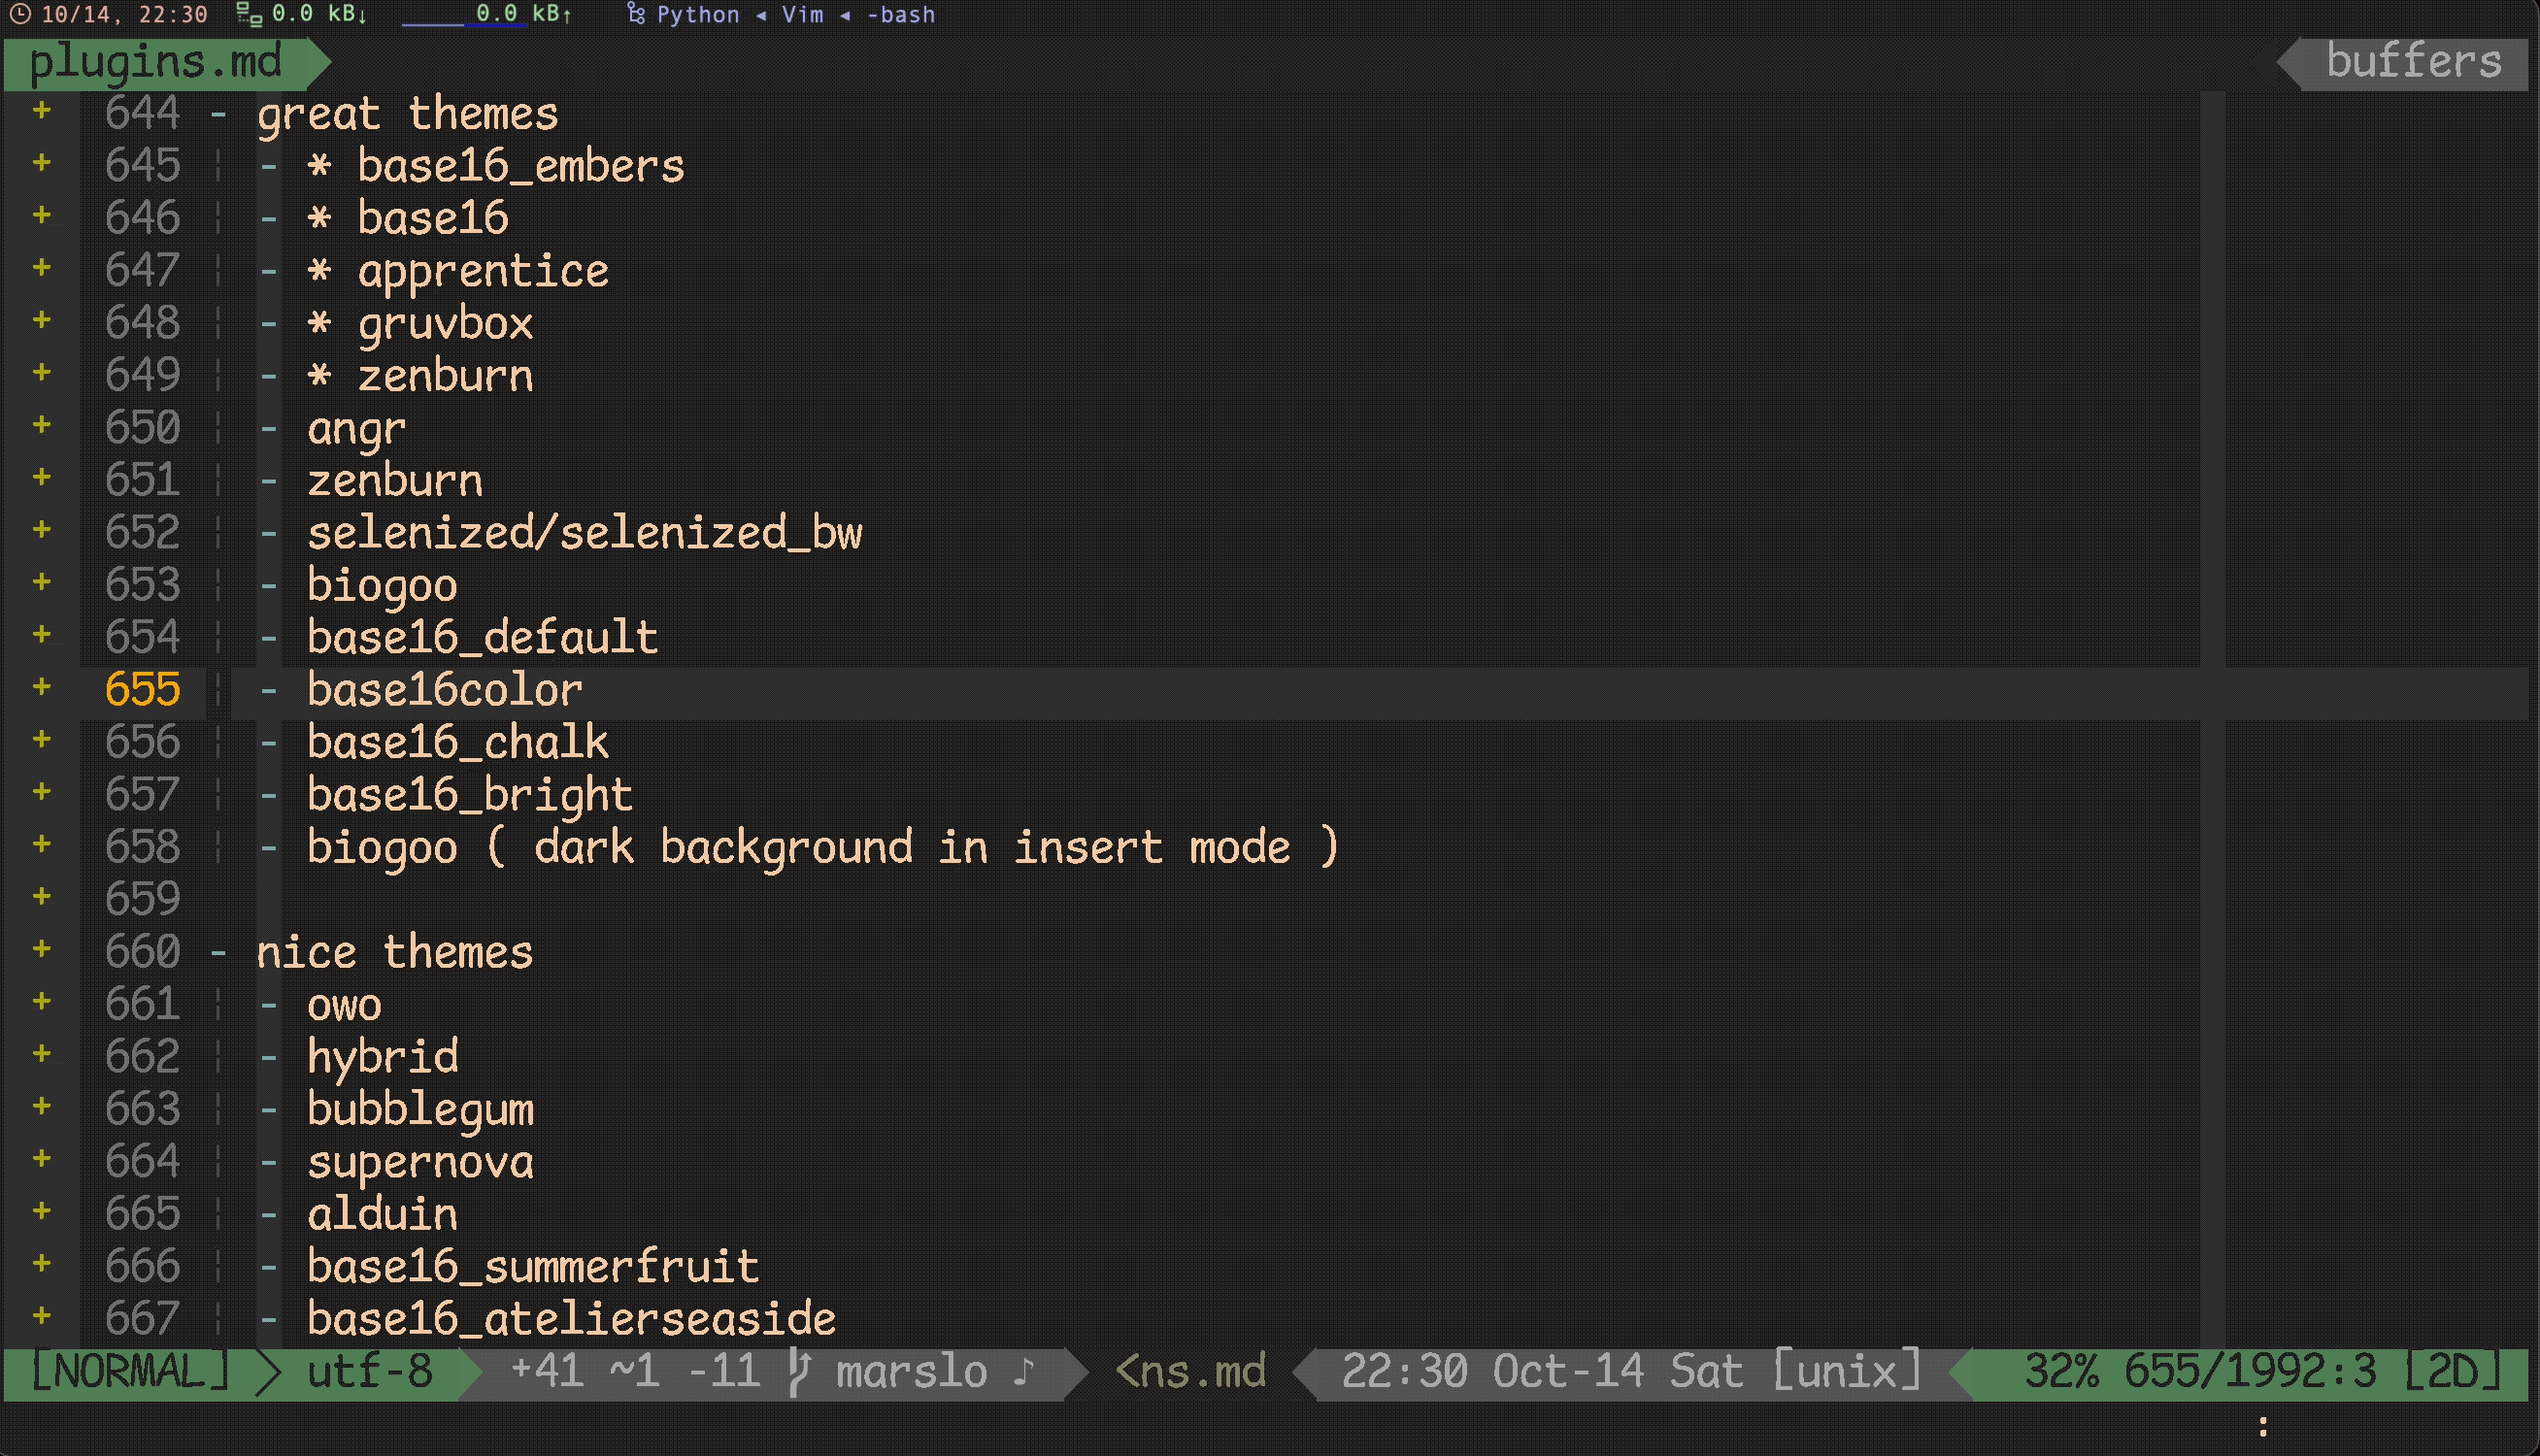 10/14, 22:30 0.0 kB↓ 0.0 kB↑ Python ◂ Vim ◂ -bash
plugins.md buffers
+ 644 - great themes
+ 645 ¦ - * base16_embers
+ 646 ¦ - * base16
+ 647 ¦ - * apprentice
+ 648 ¦ - * gruvbox
+ 649 ¦ - * zenburn
+ 650 ¦ - angr
+ 651 ¦ - zenburn
+ 652 ¦ - selenized/selenized_bw
+ 653 ¦ - biogoo
+ 654 ¦ - base16_default
+ 655 ¦ - base16color
+ 656 ¦ - base16_chalk
+ 657 ¦ - base16_bright
+ 658 ¦ - biogoo ( dark background in insert mode )
+ 659
+ 660 - nice themes
+ 661 ¦ - owo
+ 662 ¦ - hybrid
+ 663 ¦ - bubblegum
+ 664 ¦ - supernova
+ 665 ¦ - alduin
+ 666 ¦ - base16_summerfruit
+ 667 ¦ - base16_atelierseaside
[NORMAL] utf-8 +41 ~1 -11 marslo ♪ <ns.md 22:30 Oct-14 Sat [unix] 32% 655/1992:3 [2D]
: